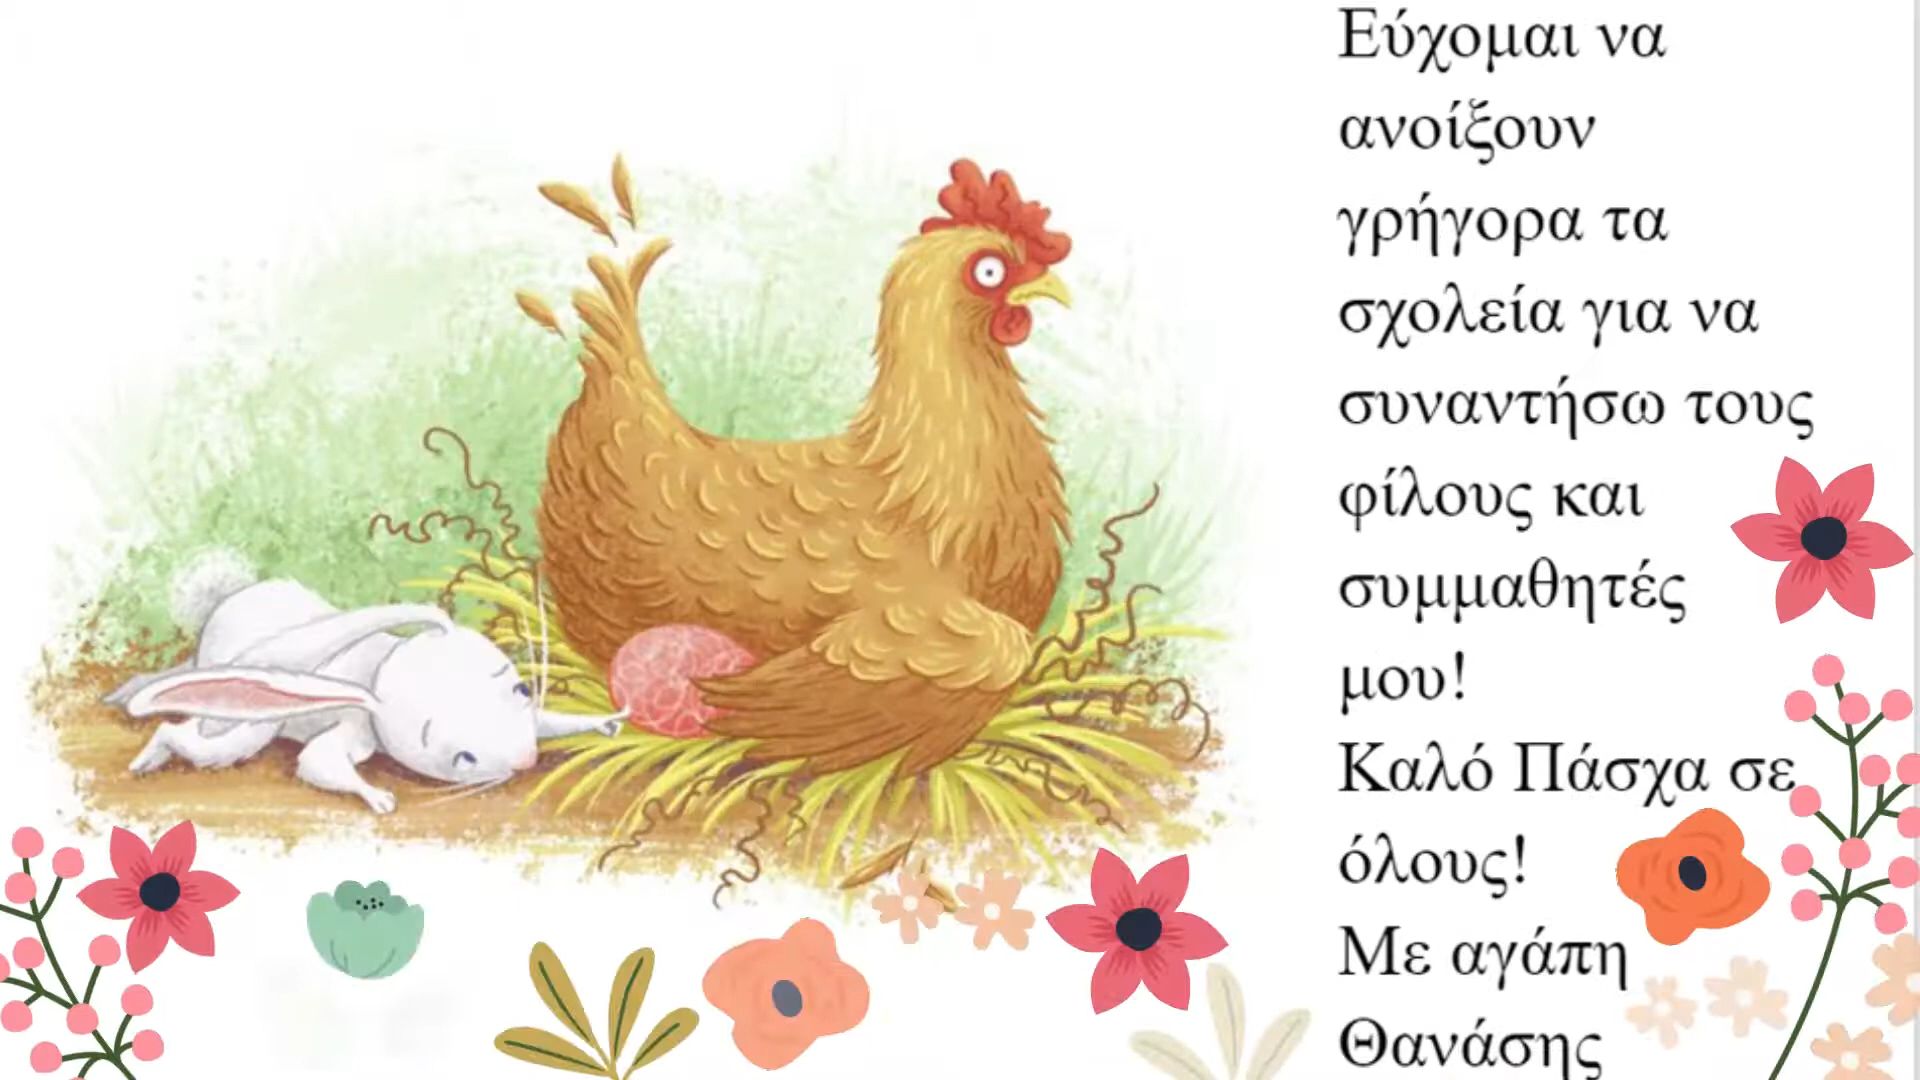 Εύχομαι να
ανοίξουν
γρήγορα τα
σχολεία για να
συναντήσω τους
φίλους και
συμμαθητές
μου!
Καλό Πάσχα σε
όλους!
Με αγάπη
Θανάσης